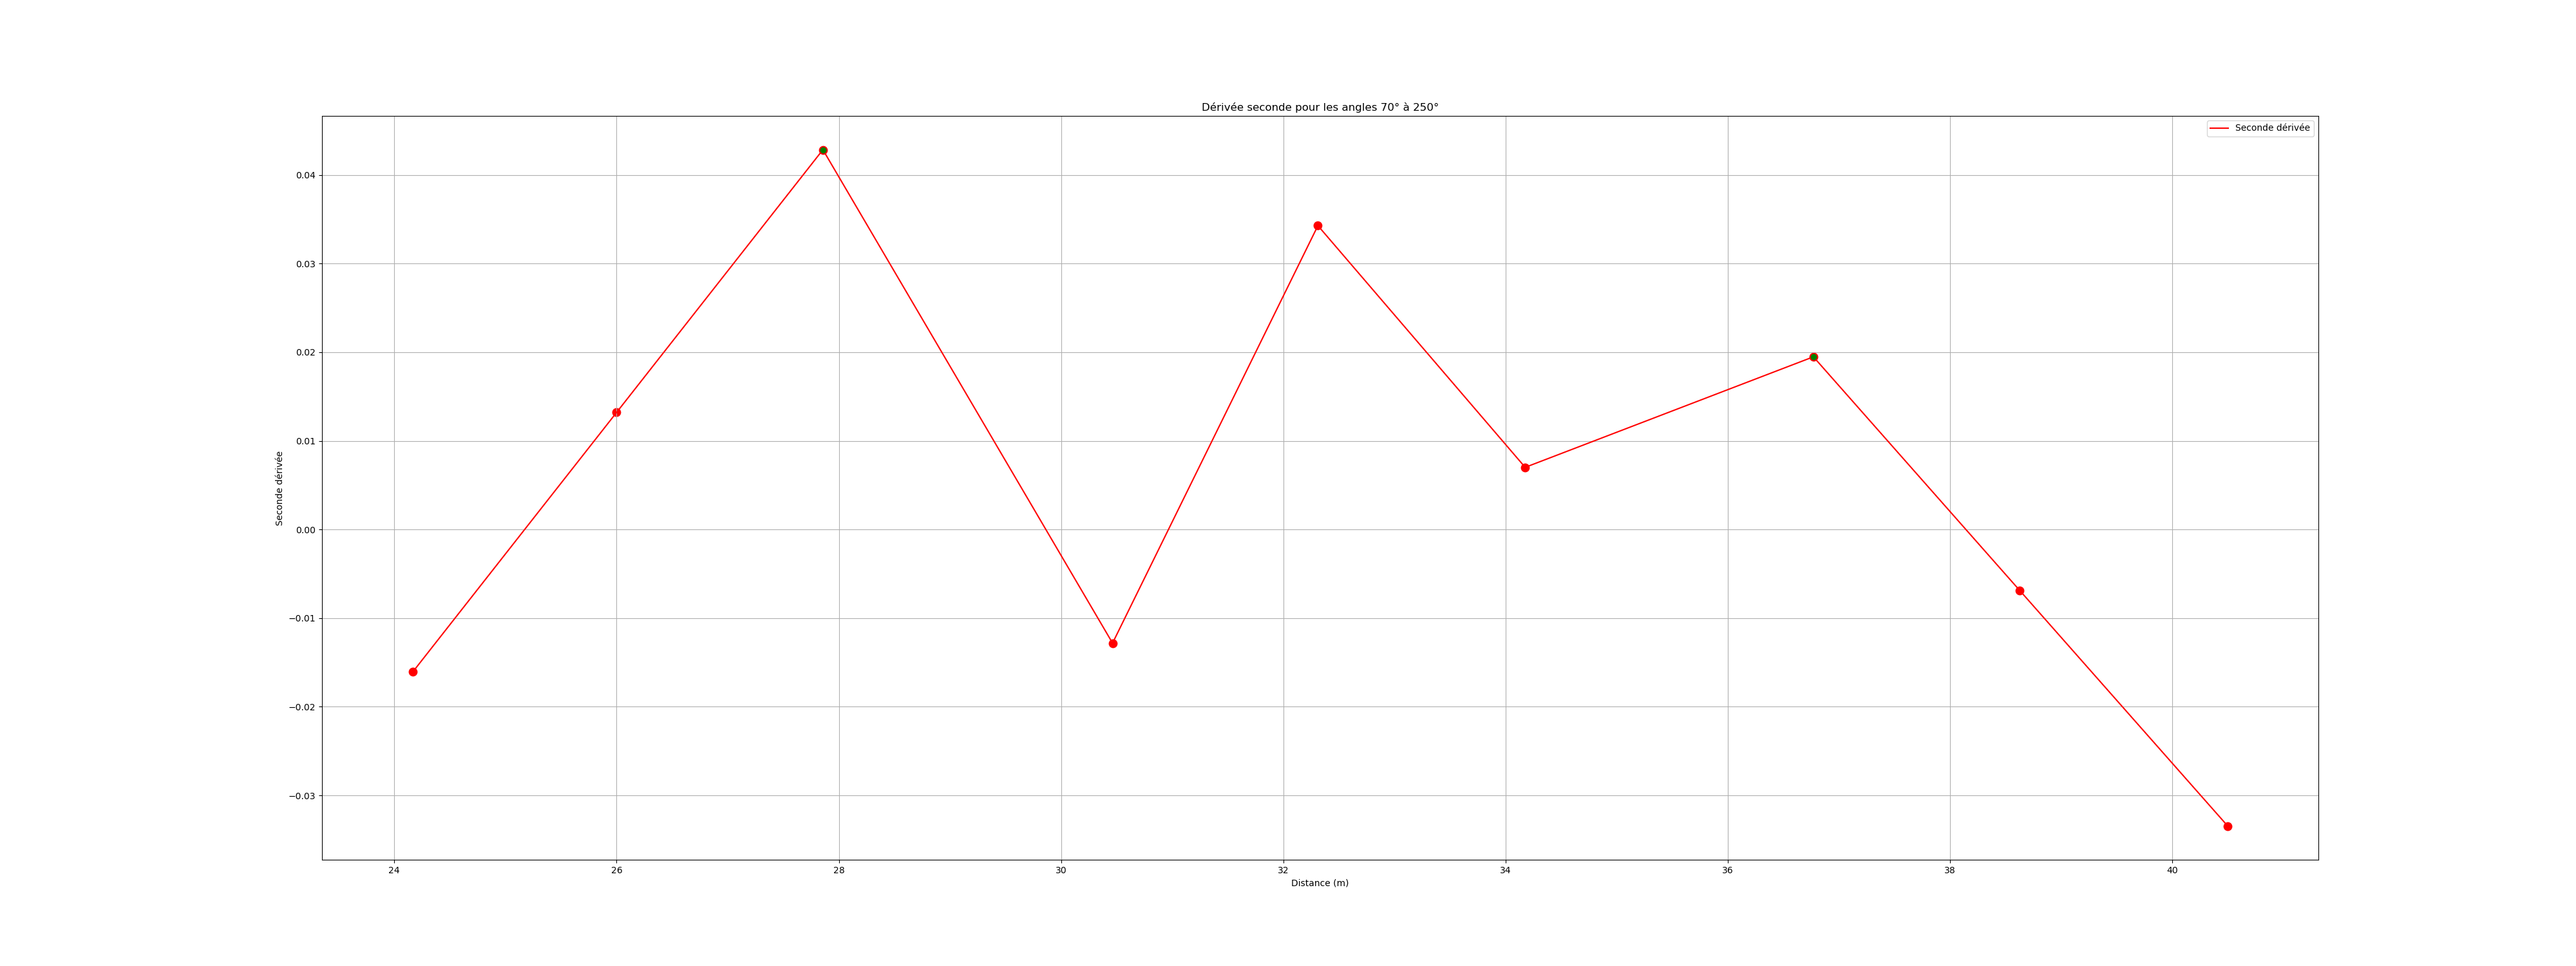 Dérivée seconde pour les angles 70° à 250°
Seconde dérivée
0.04
0.03
0.02
0.01
0.00
−0.01
−0.02
−0.03
Seconde dérivée
24 26 28 30 32 34 36 38 40
Distance (m)